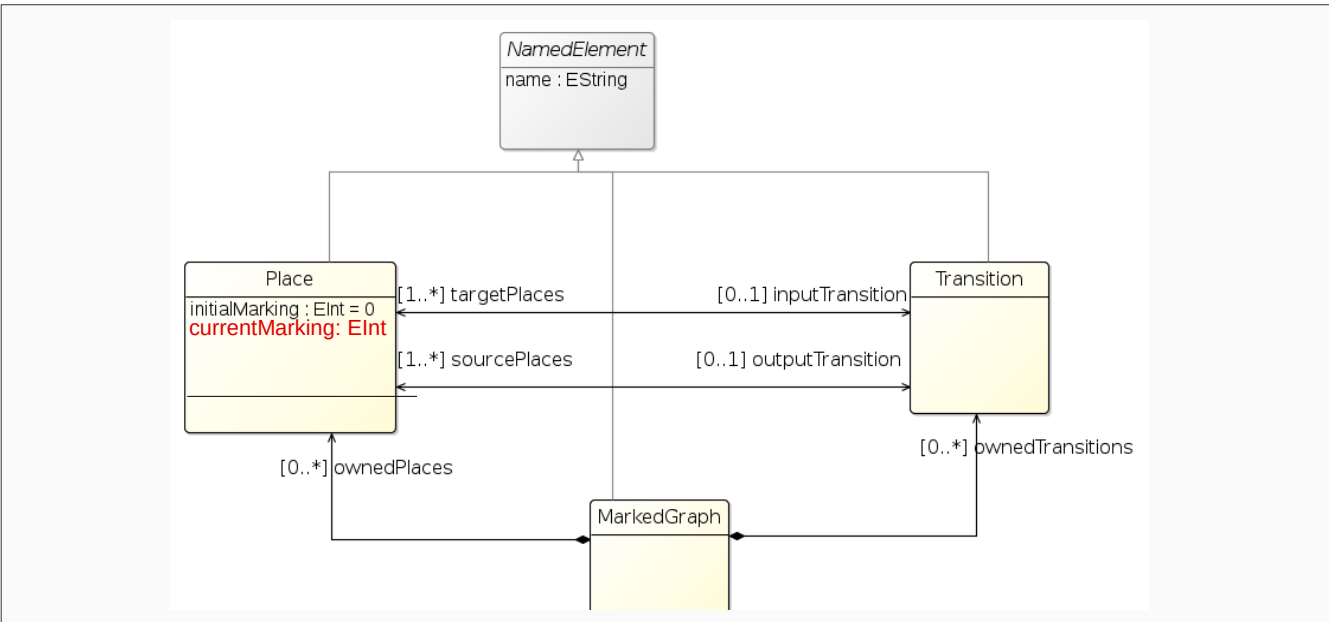 NamedElement
name : EString
Place
Transition
initialMarking : EInt = 0
currentMarking: EInt
[1..*] targetPlaces
[0..1] inputTransition
[1..*] sourcePlaces
[0..1] outputTransition
[0..*] ownedPlaces
[0..*] ownedTransitions
MarkedGraph